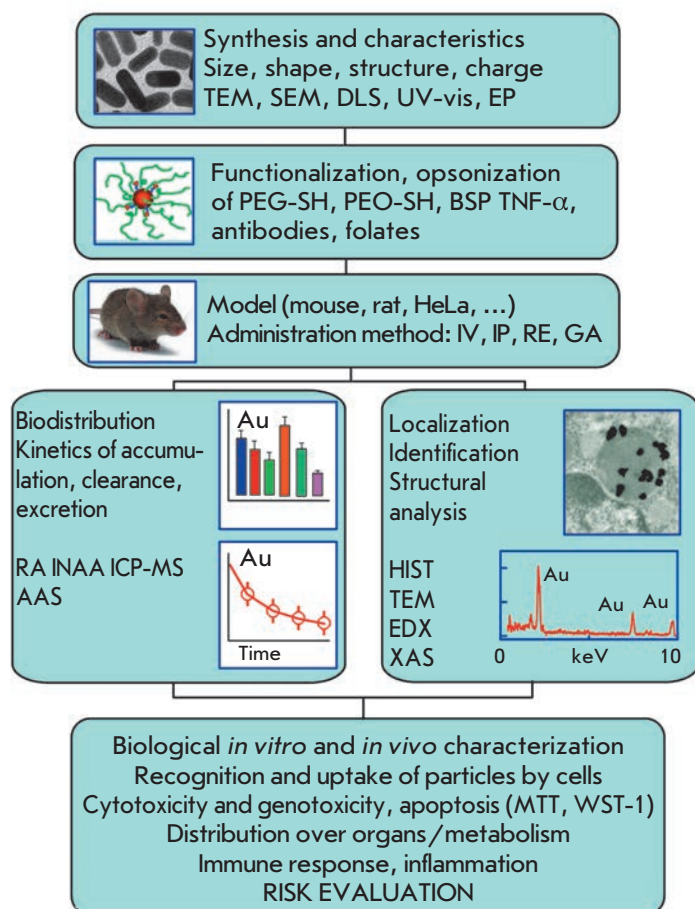 Synthesis and characteristics
Size, shape, structure, charge
TEM, SEM, DLS, UV-vis, EP
Functionalization, opsonization
of PEG-SH, PEO-SH, BSP TNF-α,
antibodies, folates
Model (mouse, rat, HeLa, ...)
Administration method: IV, IP, RE, GA
Biodistribution
Kinetics of accumu-
lation, clearance,
excretion
RA INAA ICP-MS
AAS
Au
Au
Time
Localization
Identification
Structural
analysis
HIST
TEM
EDX
XAS
Au
Au
Au
0 keV 10
Biological in vitro and in vivo characterization
Recognition and uptake of particles by cells
Cytotoxicity and genotoxicity, apoptosis (MTT, WST-1)
Distribution over organs/metabolism
Immune response, inflammation
RISK EVALUATION